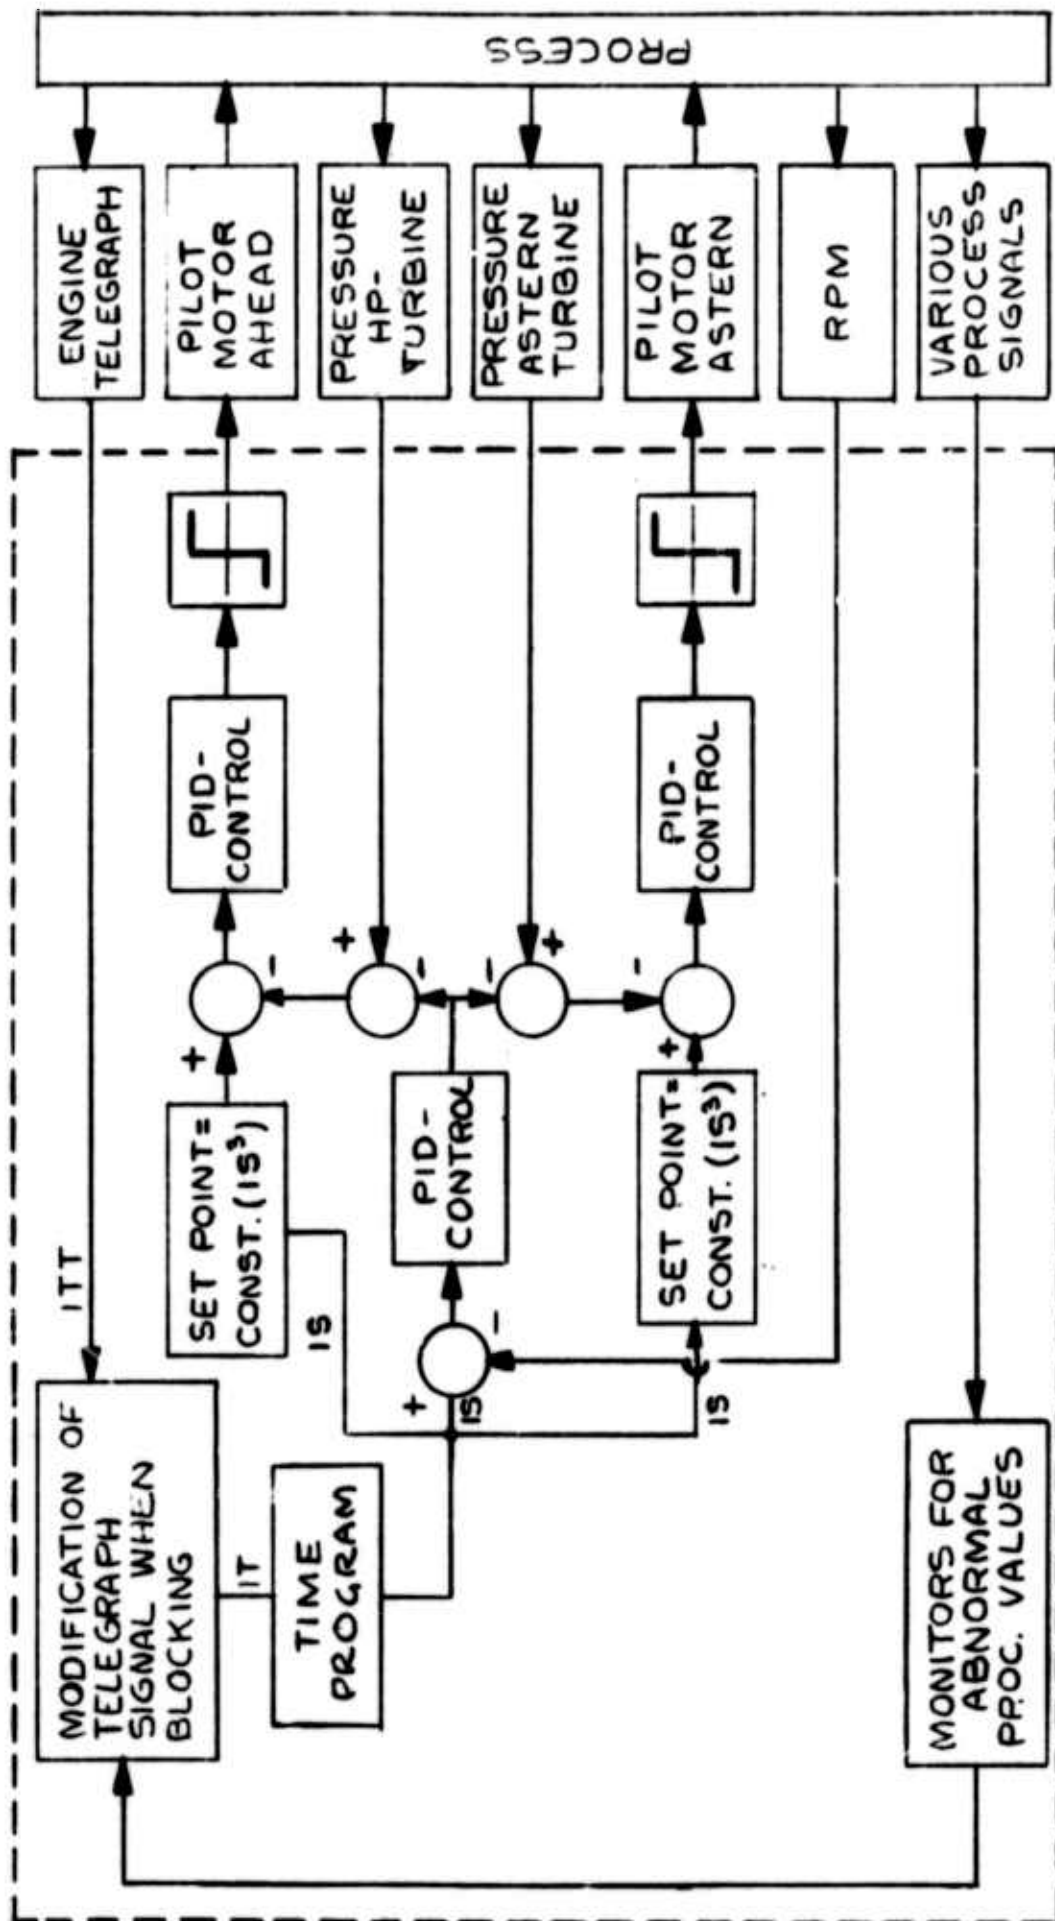 PROCESS
ENGINE
TELEGRAPH
PILOT
MOTOR
AHEAD
PRESSURE
HP-
TURBINE
PRESSURE
ASTERN
TURBINE
PILOT
MOTOR
ASTERN
RPM
VARIOUS
PROCESS
SIGNALS
PID-
CONTROL
PID-
CONTROL
+
-
+
-
-
+
-
+
SET POINT=
CONST. (IS³)
PID-
CONTROL
SET POINT=
CONST. (IS³)
ITT
IS
+
IS
-
IS
MODIFICATION OF
TELEGRAPH
SIGNAL WHEN
BLOCKING
IT
TIME
PROGRAM
MONITORS FOR
ABNORMAL
PROC. VALUES